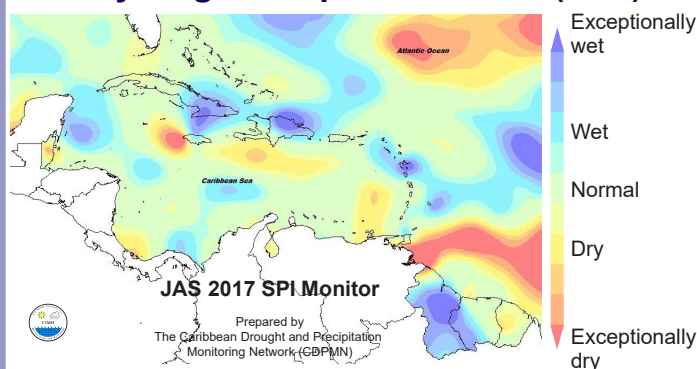 Atlantic Ocean
Caribbean Sea
JAS 2017 SPI Monitor
Prepared by
The Caribbean Drought and Precipitation
Monitoring Network (CDPMN)
Exceptionally
wet
Wet
Normal
Dry
Exceptionally
dry